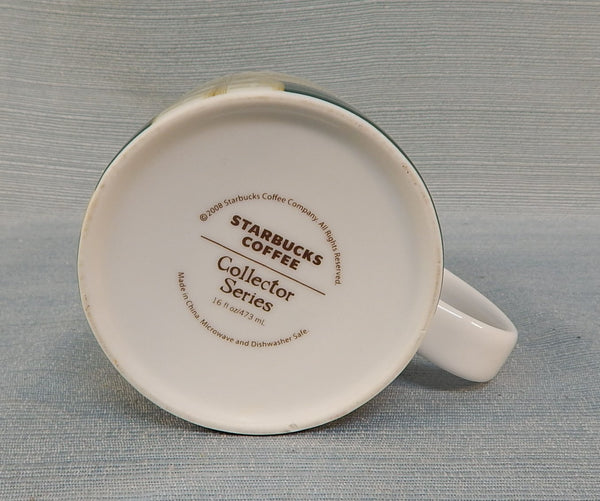 ©2008 Starbucks Coffee Company. All Rights Reserved.
STARBUCKS
COFFEE
Collector
Series
16 fl oz/473 mL
Made in China. Microwave and Dishwasher Safe.